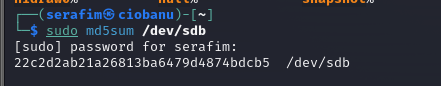 ┌──(serafim㉿ciobanu)-[~]
└─$ sudo md5sum /dev/sdb
[sudo] password for serafim:
22c2d2ab21a26813ba6479d4874bdcb5  /dev/sdb